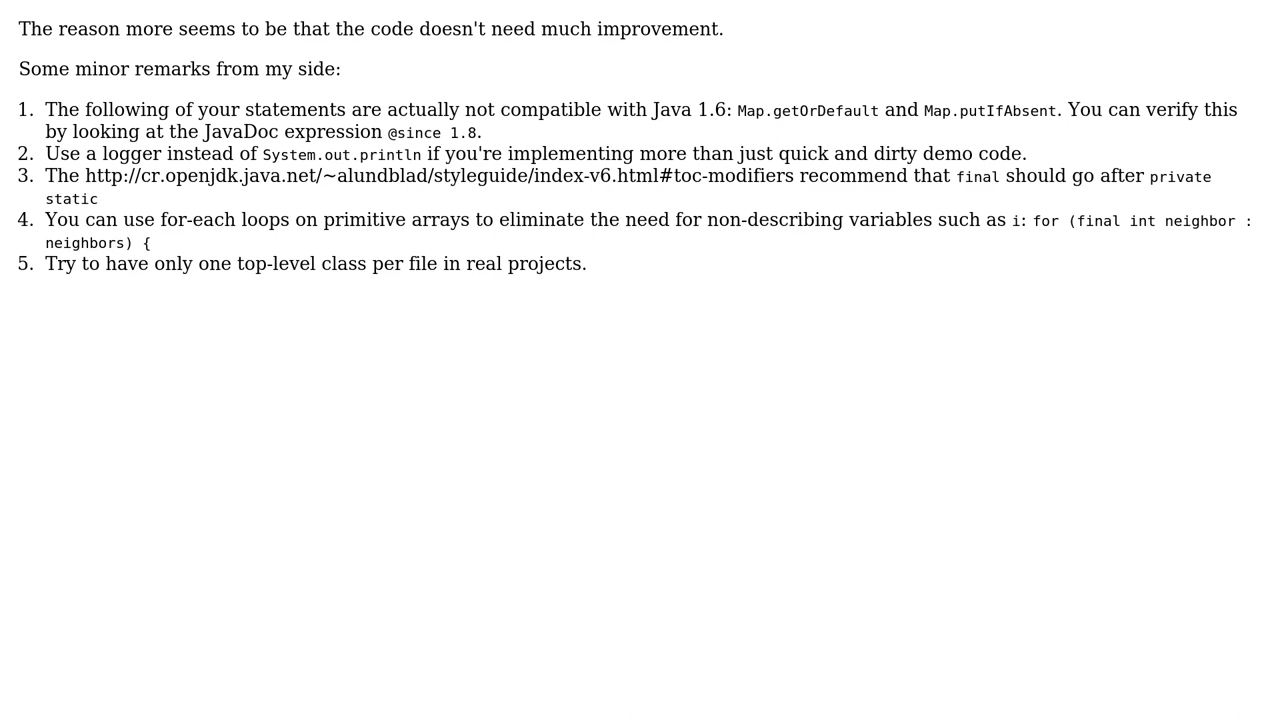 The reason more seems to be that the code doesn't need much improvement.
Some minor remarks from my side:
1. The following of your statements are actually not compatible with Java 1.6: Map.getOrDefault and Map.putIfAbsent. You can verify this
by looking at the JavaDoc expression @since 1.8.
2. Use a logger instead of System.out.println if you're implementing more than just quick and dirty demo code.
3. The http://cr.openjdk.java.net/~alundblad/styleguide/index-v6.html#toc-modifiers recommend that final should go after private
static
4. You can use for-each loops on primitive arrays to eliminate the need for non-describing variables such as i: for (final int neighbor :
neighbors) {
5. Try to have only one top-level class per file in real projects.